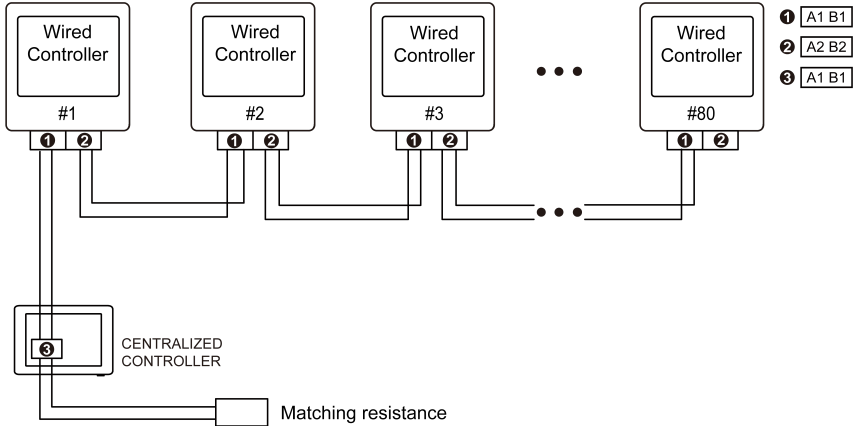 Wired
Controller
#1
❶ ❷
Wired
Controller
#2
❶ ❷
Wired
Controller
#3
❶ ❷
Wired
Controller
#80
❶ ❷
❶ A1 B1
❷ A2 B2
❸ A1 B1
❸
CENTRALIZED
CONTROLLER
Matching resistance